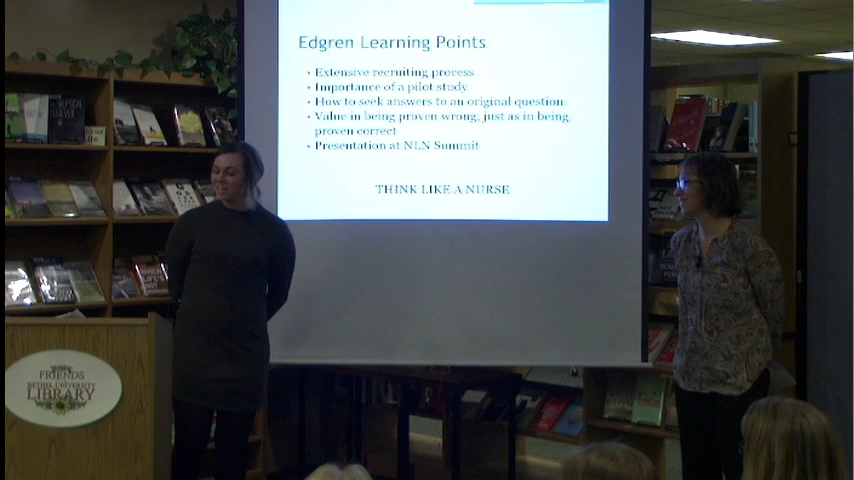 Edgren Learning Points
• Extensive recruiting process
• Importance of a pilot study
• How to seek answers to an original question
• Value in being proven wrong, just as in being
proven correct
• Presentation at NLN Summit
THINK LIKE A NURSE
FRIENDS
BETHEL UNIVERSITY
LIBRARY